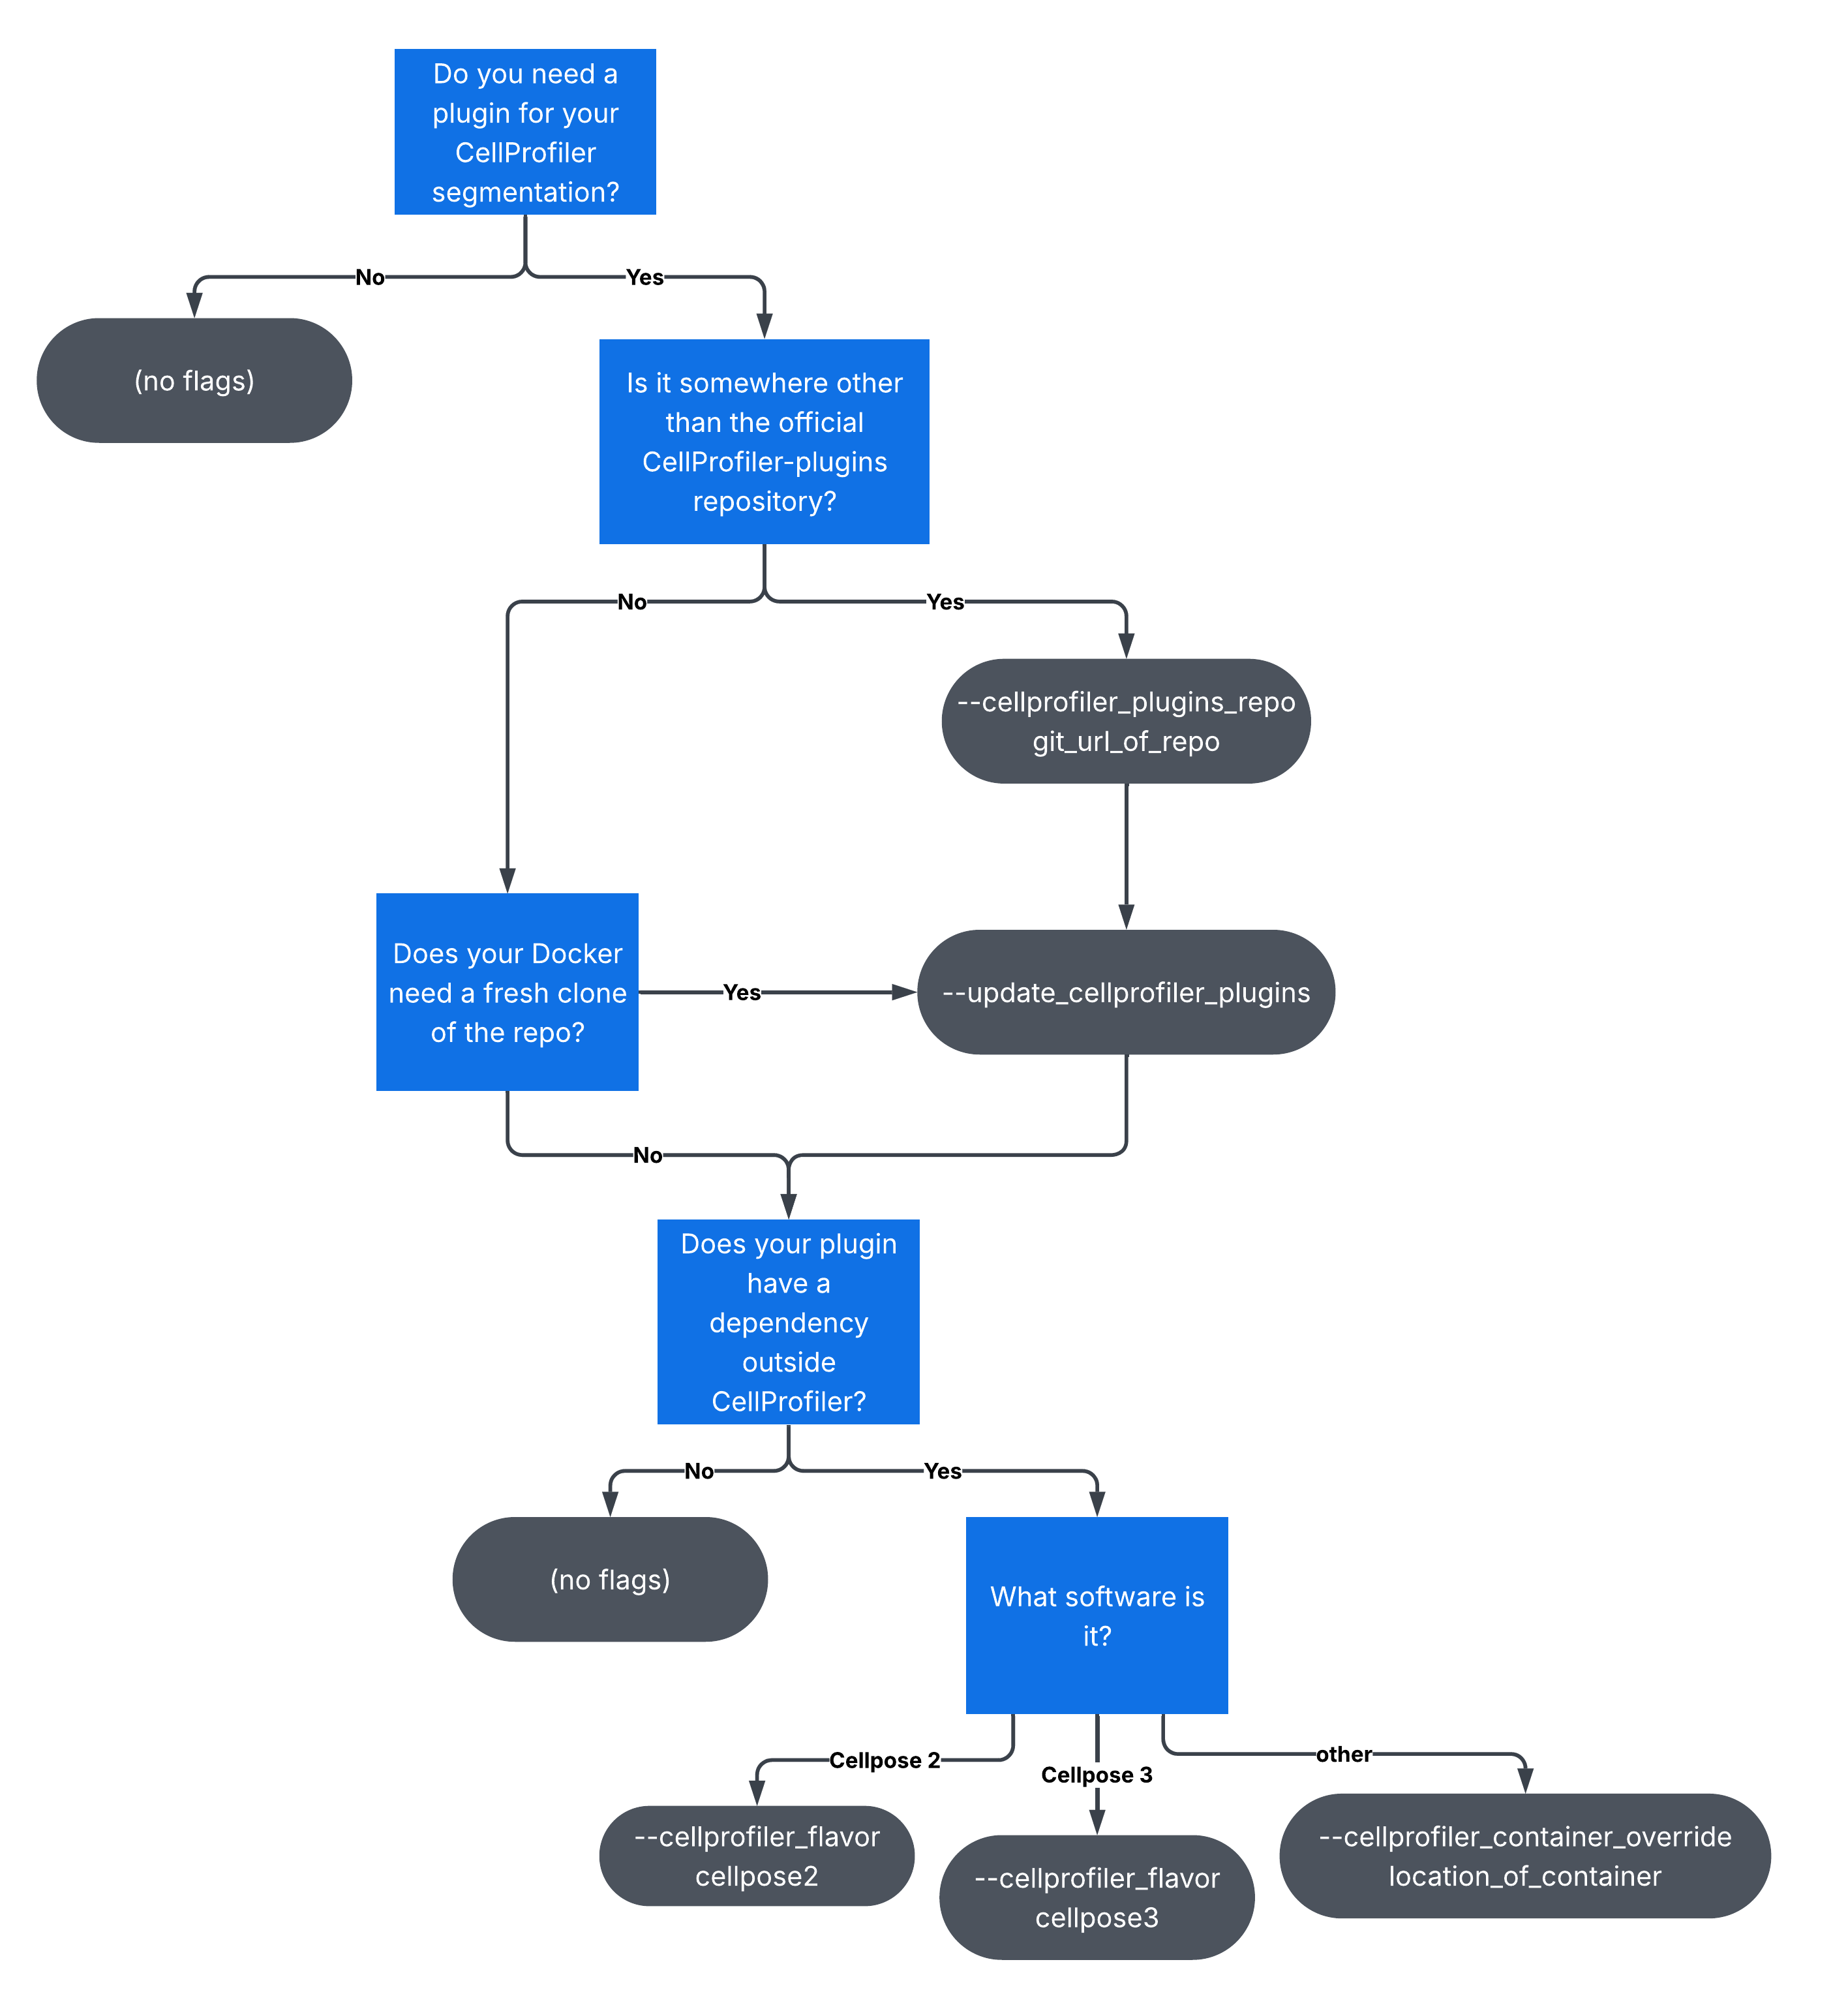 Do you need a
plugin for your
CellProfiler
segmentation?
No
Yes
(no flags)
Is it somewhere other
than the official
CellProfiler-plugins
repository?
No
Yes
--cellprofiler_plugins_repo
git_url_of_repo
Does your Docker
need a fresh clone
of the repo?
Yes
--update_cellprofiler_plugins
No
Does your plugin
have a
dependency
outside
CellProfiler?
No
Yes
(no flags)
What software is
it?
Cellpose 2
Cellpose 3
other
--cellprofiler_flavor
cellpose2
--cellprofiler_flavor
cellpose3
--cellprofiler_container_override
location_of_container